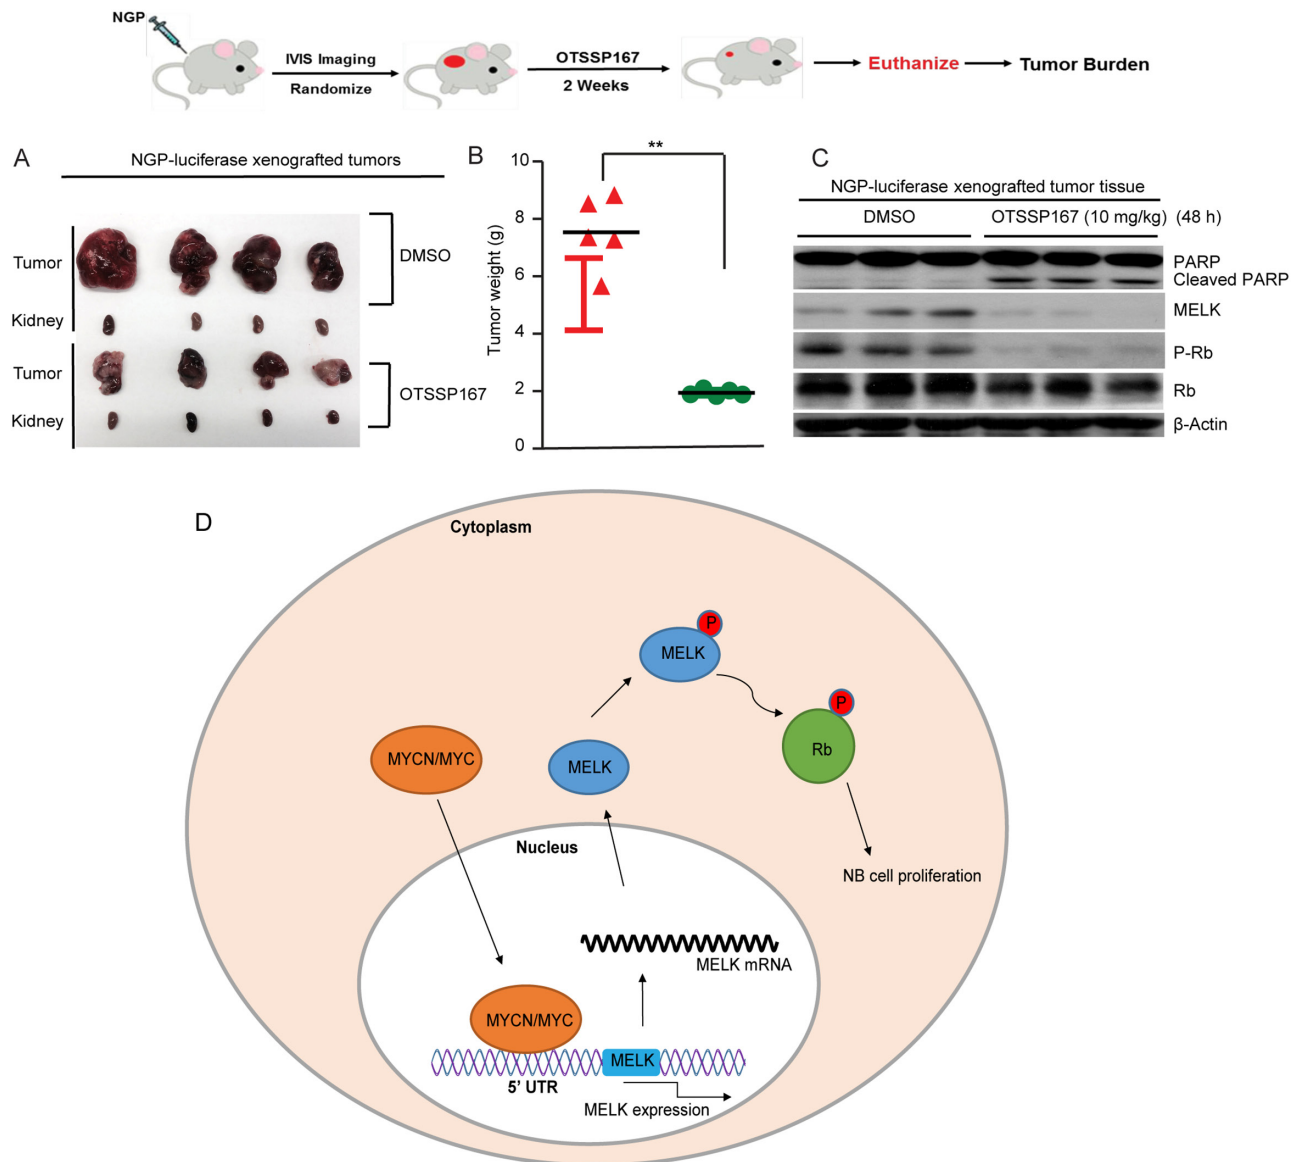 NGP
IVIS Imaging
Randomize
OTSSP167
2 Weeks
Euthanize
Tumor Burden
A
NGP-luciferase xenografted tumors
Tumor
Kidney
Tumor
Kidney
DMSO
OTSSP167
B
**
Tumor weight (g)
10
8
6
4
2
0
C
NGP-luciferase xenografted tumor tissue
DMSO
OTSSP167 (10 mg/kg) (48 h)
PARP
Cleaved PARP
MELK
P-Rb
Rb
β-Actin
D
Cytoplasm
P
MELK
P
Rb
MYCN/MYC
MELK
NB cell proliferation
Nucleus
MELK mRNA
MYCN/MYC
MELK
5' UTR
MELK expression